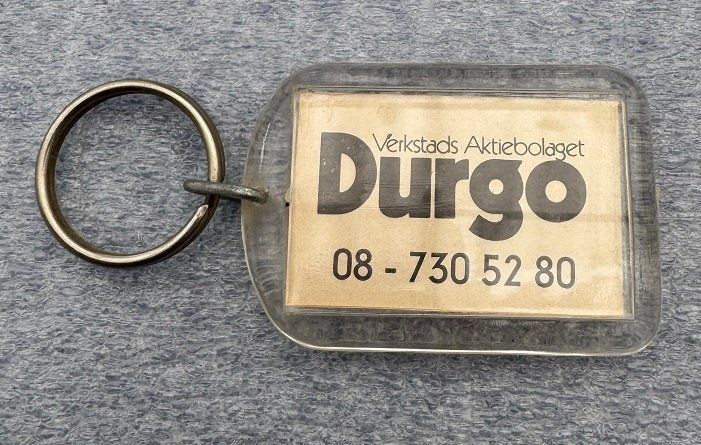 Verkstads Aktiebolaget
Durgo
08 - 730 52 80